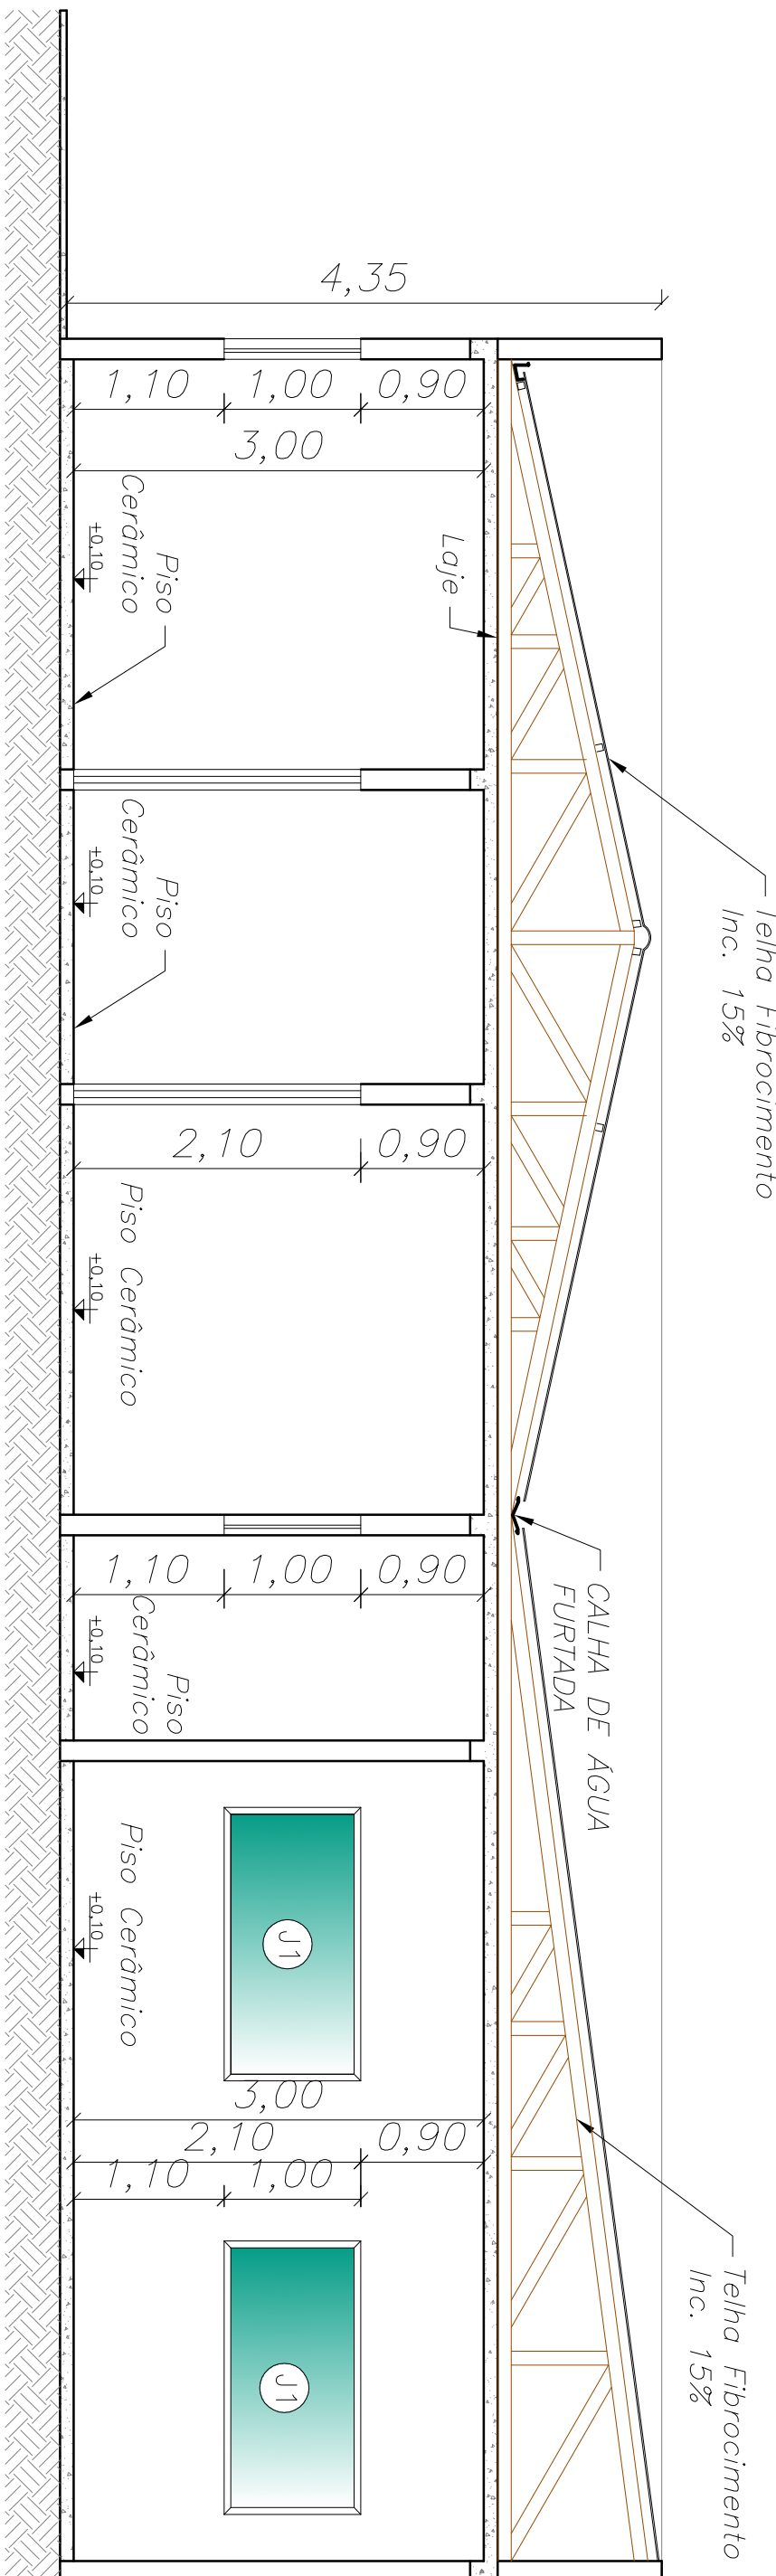 Telha Fibrocimento
Inc. 15%
Telha Fibrocimento
Inc. 15%
CALHA DE ÁGUA
FURTADA
4,35
Laje
0,90
1,00
1,10
3,00
Piso
Cerâmico
+0,10
Piso
Cerâmico
+0,10
0,90
2,10
Piso Cerâmico
+0,10
0,90
1,00
1,10
Piso
Cerâmico
+0,10
J1
Piso Cerâmico
+0,10
3,00
0,90
2,10
1,00
1,10
J1